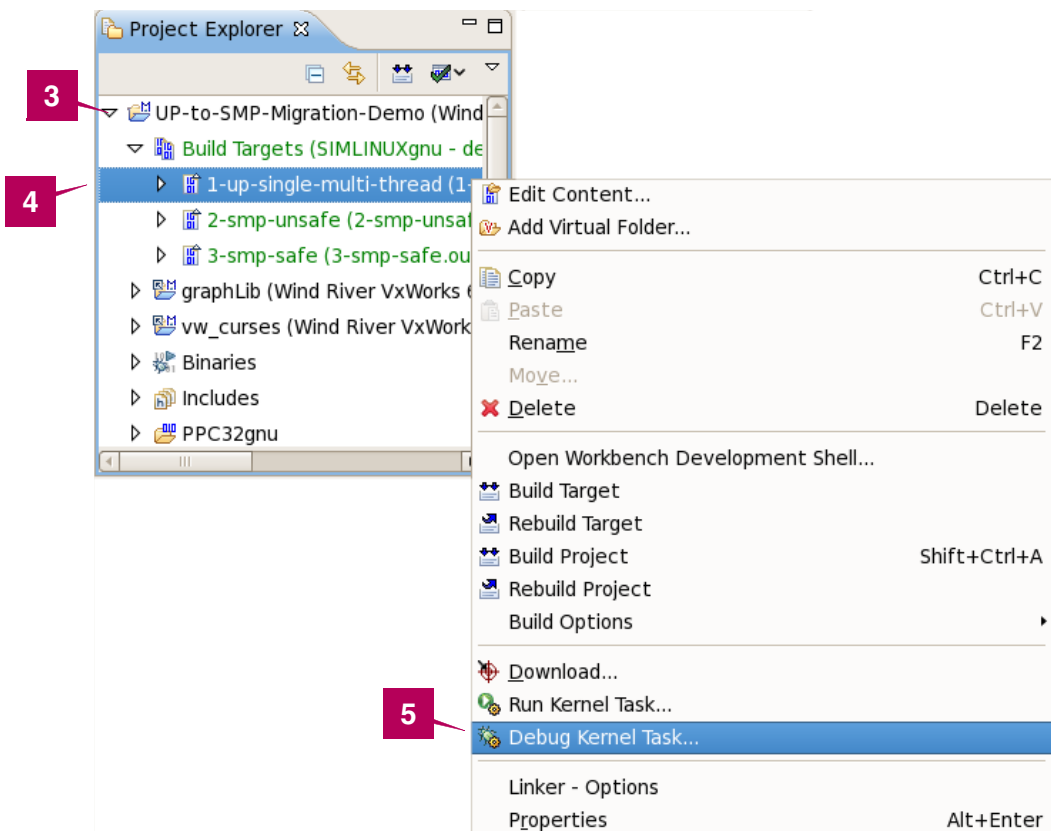 Project Explorer
3
UP-to-SMP-Migration-Demo (Wind
Build Targets (SIMLINUXgnu - de
4
1-up-single-multi-thread (1-
2-smp-unsafe (2-smp-unsaf
3-smp-safe (3-smp-safe.ou
graphLib (Wind River VxWorks 6
vw_curses (Wind River VxWork
Binaries
Includes
PPC32gnu
Edit Content...
Add Virtual Folder...
Copy Ctrl+C
Paste Ctrl+V
Rename F2
Move...
Delete Delete
Open Workbench Development Shell...
Build Target
Rebuild Target
Build Project Shift+Ctrl+A
Rebuild Project
Build Options
Download...
Run Kernel Task...
5
Debug Kernel Task...
Linker - Options
Properties Alt+Enter